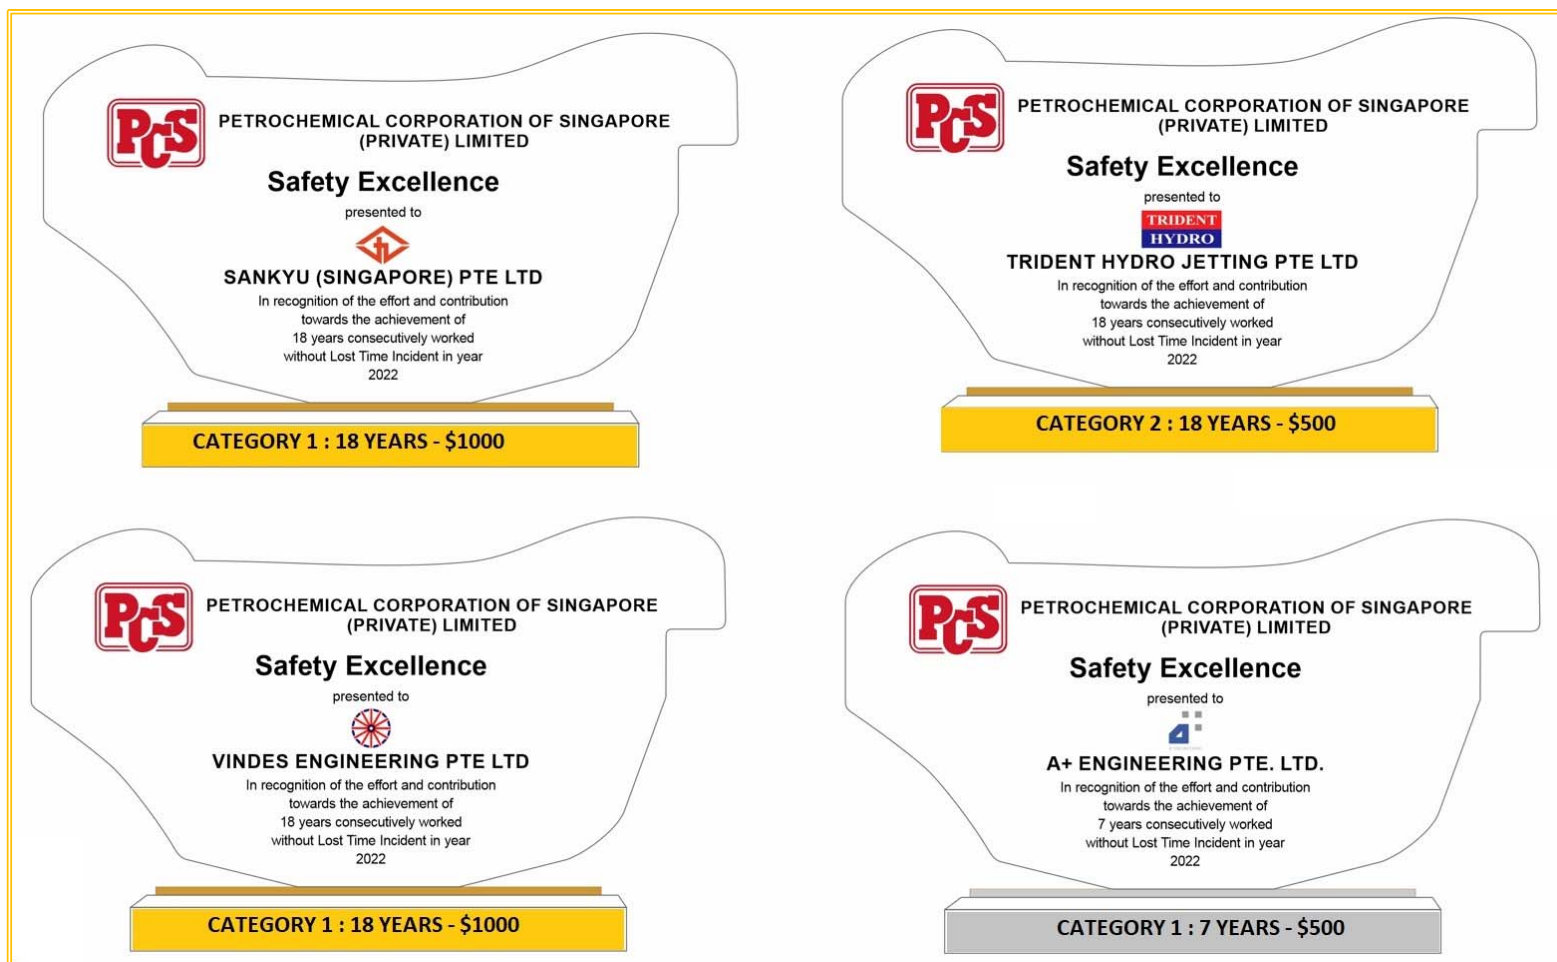 PCS
PETROCHEMICAL CORPORATION OF SINGAPORE
(PRIVATE) LIMITED
Safety Excellence
presented to
SANKYU (SINGAPORE) PTE LTD
In recognition of the effort and contribution
towards the achievement of
18 years consecutively worked
without Lost Time Incident in year
2022
CATEGORY 1 : 18 YEARS - $1000
PCS
PETROCHEMICAL CORPORATION OF SINGAPORE
(PRIVATE) LIMITED
Safety Excellence
presented to
TRIDENT
HYDRO
TRIDENT HYDRO JETTING PTE LTD
In recognition of the effort and contribution
towards the achievement of
18 years consecutively worked
without Lost Time Incident in year
2022
CATEGORY 2 : 18 YEARS - $500
PCS
PETROCHEMICAL CORPORATION OF SINGAPORE
(PRIVATE) LIMITED
Safety Excellence
presented to
VINDES ENGINEERING PTE LTD
In recognition of the effort and contribution
towards the achievement of
18 years consecutively worked
without Lost Time Incident in year
2022
CATEGORY 1 : 18 YEARS - $1000
PCS
PETROCHEMICAL CORPORATION OF SINGAPORE
(PRIVATE) LIMITED
Safety Excellence
presented to
A+ ENGINEERING PTE. LTD.
In recognition of the effort and contribution
towards the achievement of
7 years consecutively worked
without Lost Time Incident in year
2022
CATEGORY 1 : 7 YEARS - $500